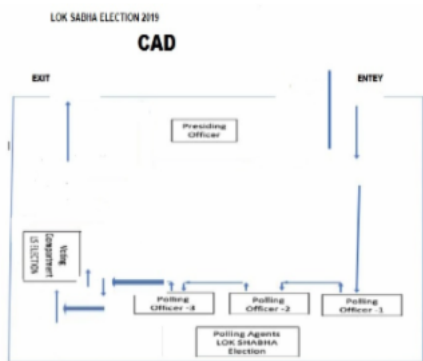 LOK SABHA ELECTION 2019
CAD
EXIT
ENTEY
Presiding
Officer
Voting
Compartment
LS ELECTION
Polling
Officer -3
Polling
Officer -2
Polling
Officer -1
Polling Agents
LOK SHABHA
Election